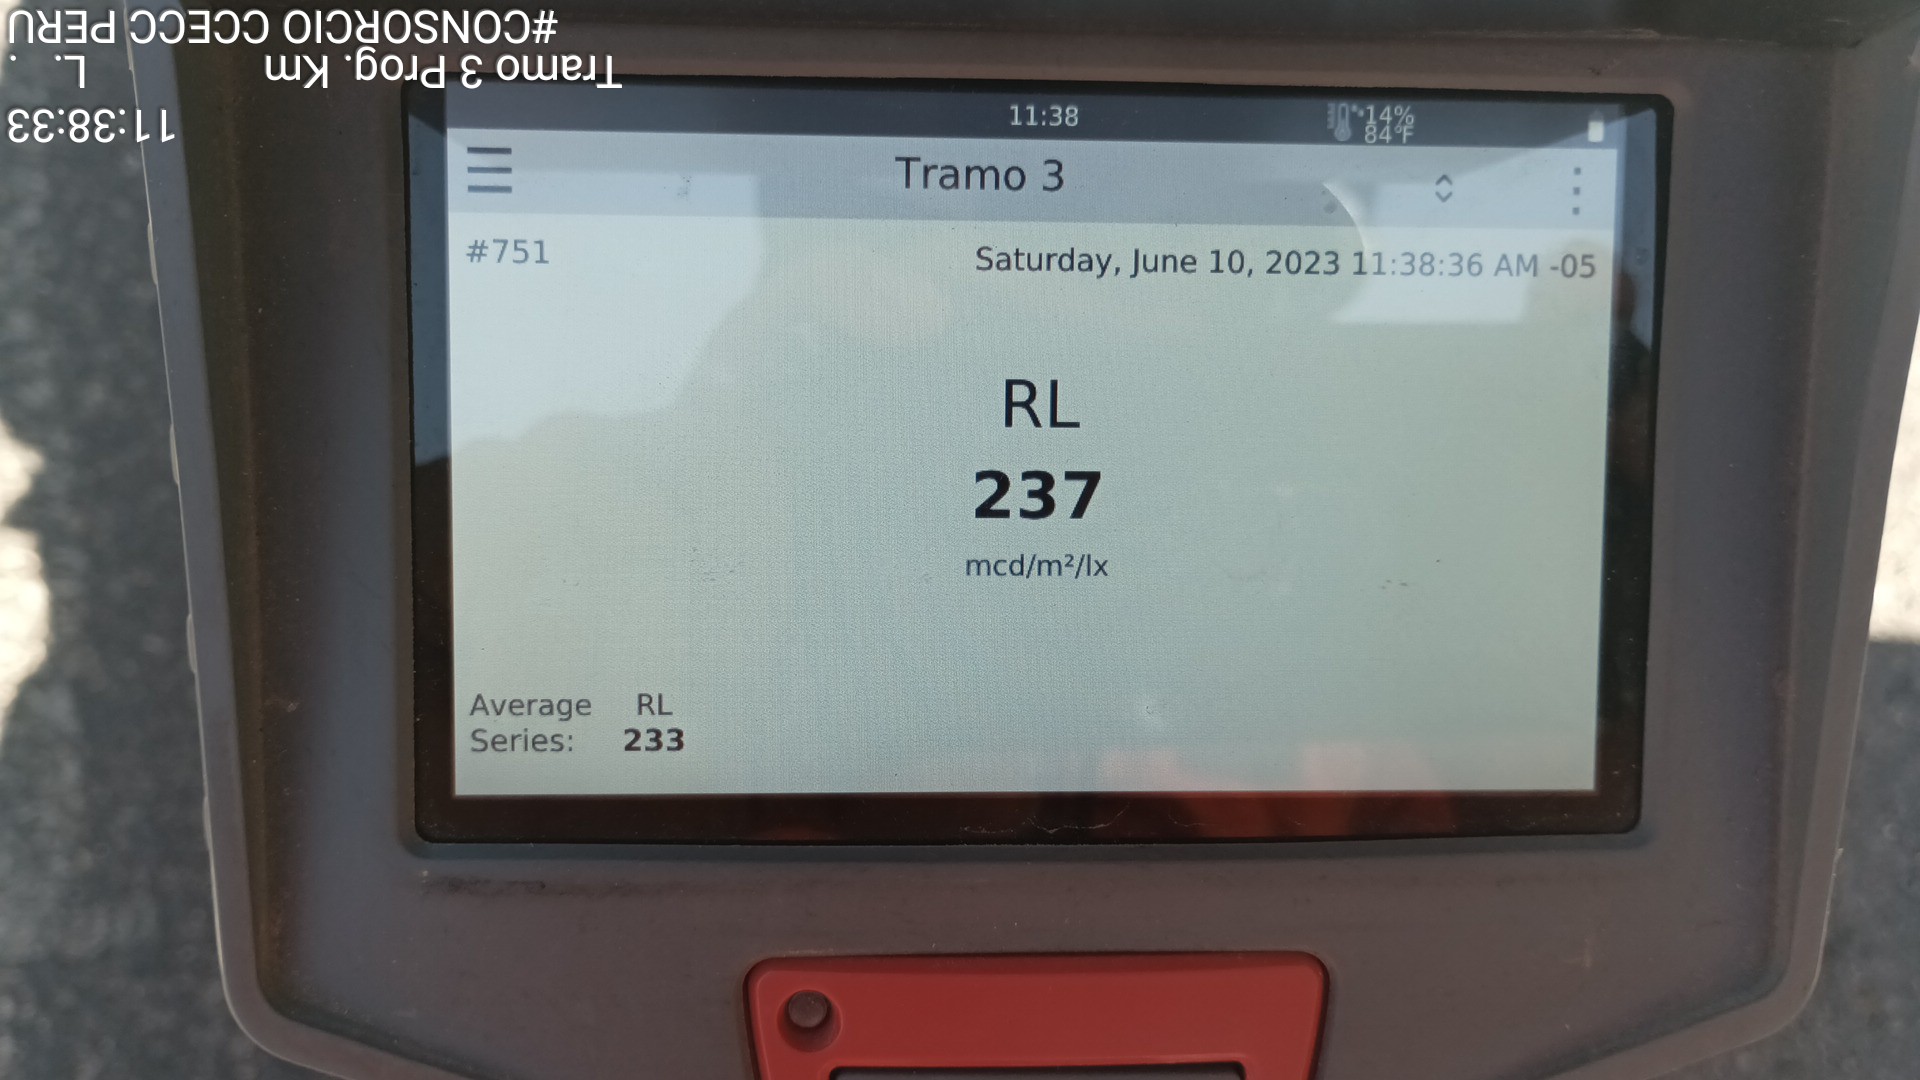 11:38
14%
84°F
Tramo 3
#751
Saturday, June 10, 2023 11:38:36 AM -05
RL
237
mcd/m²/lx
Average RL
Series: 233
11:38:33
Tramo 3 Prog. Km L. .
#CONSORCIO CCECC PERU